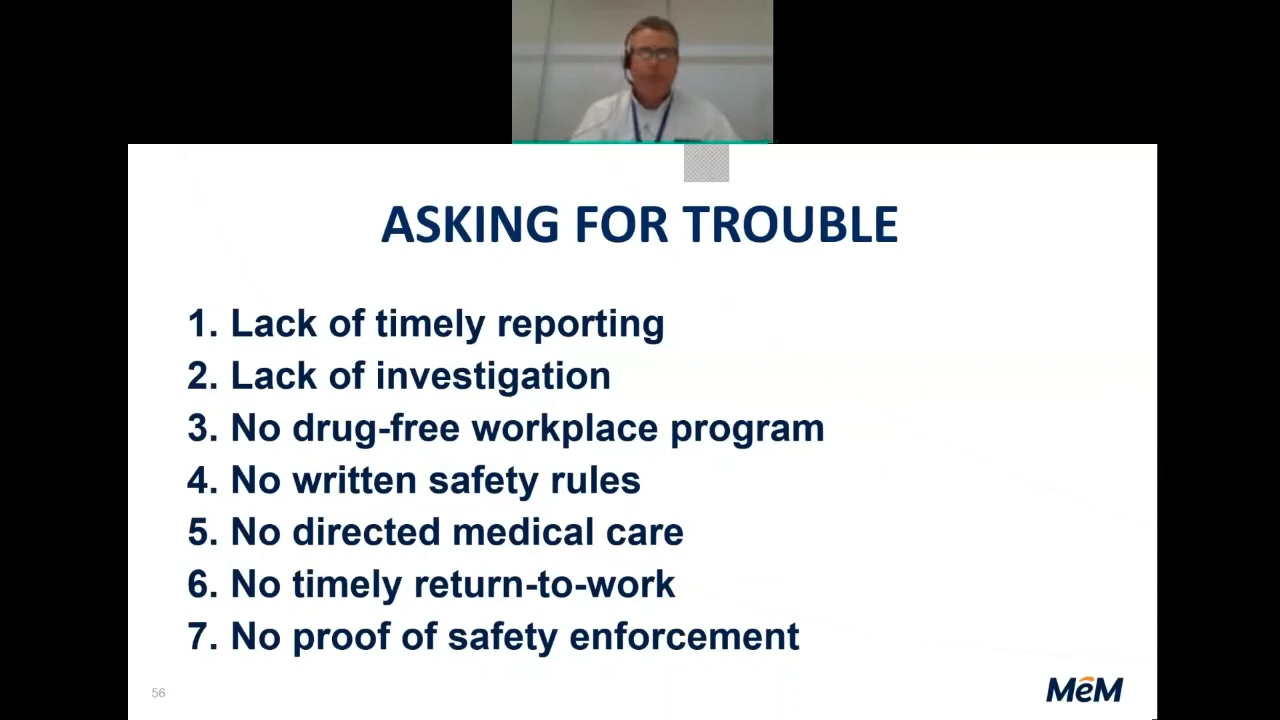 ASKING FOR TROUBLE
1. Lack of timely reporting
2. Lack of investigation
3. No drug-free workplace program
4. No written safety rules
5. No directed medical care
6. No timely return-to-work
7. No proof of safety enforcement
56
MeM